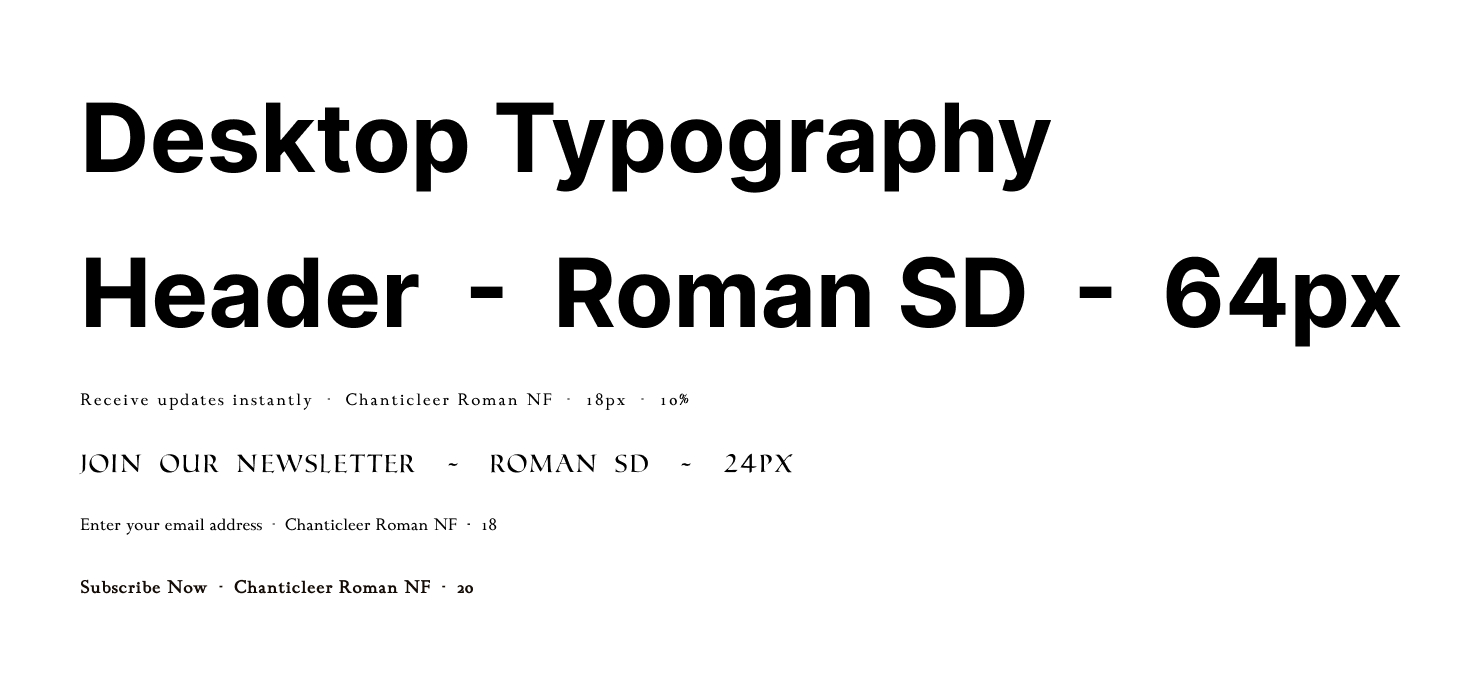 Desktop Typography
Header - Roman SD - 64px
Receive updates instantly - Chanticleer Roman NF - 18px - 10%
JOIN OUR NEWSLETTER - ROMAN SD - 24PX
Enter your email address - Chanticleer Roman NF - 18
Subscribe Now - Chanticleer Roman NF - 20